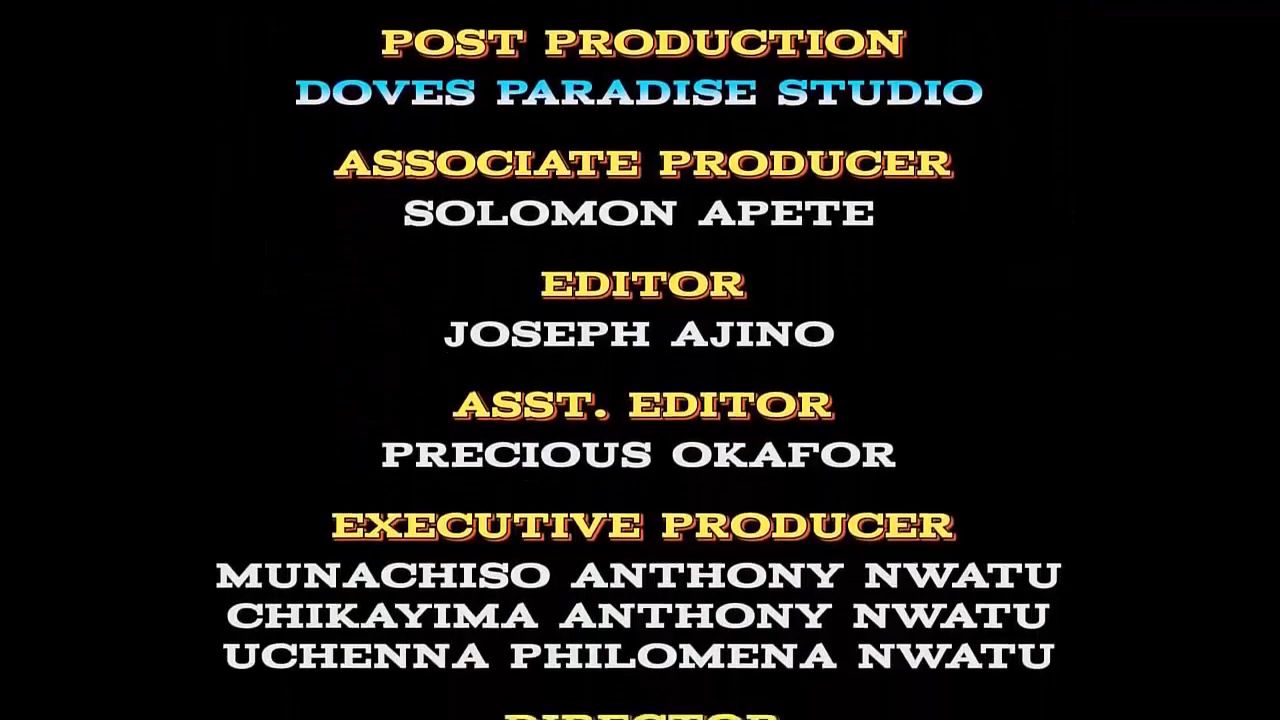 POST PRODUCTION
DOVES PARADISE STUDIO
ASSOCIATE PRODUCER
SOLOMON APETE
EDITOR
JOSEPH AJINO
ASST. EDITOR
PRECIOUS OKAFOR
EXECUTIVE PRODUCER
MUNACHISO ANTHONY NWATU
CHIKAYIMA ANTHONY NWATU
UCHENNA PHILOMENA NWATU
DIRECTOR